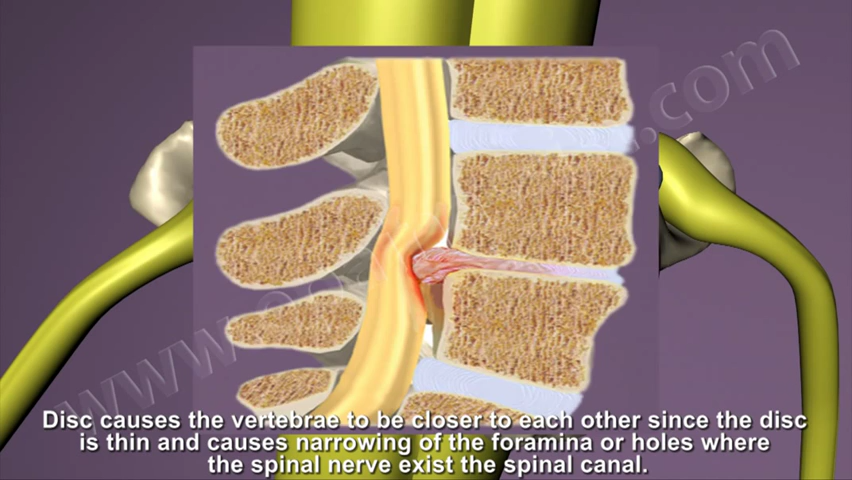 Disc causes the vertebrae to be closer to each other since the disc
is thin and causes narrowing of the foramina or holes where
the spinal nerve exist the spinal canal.